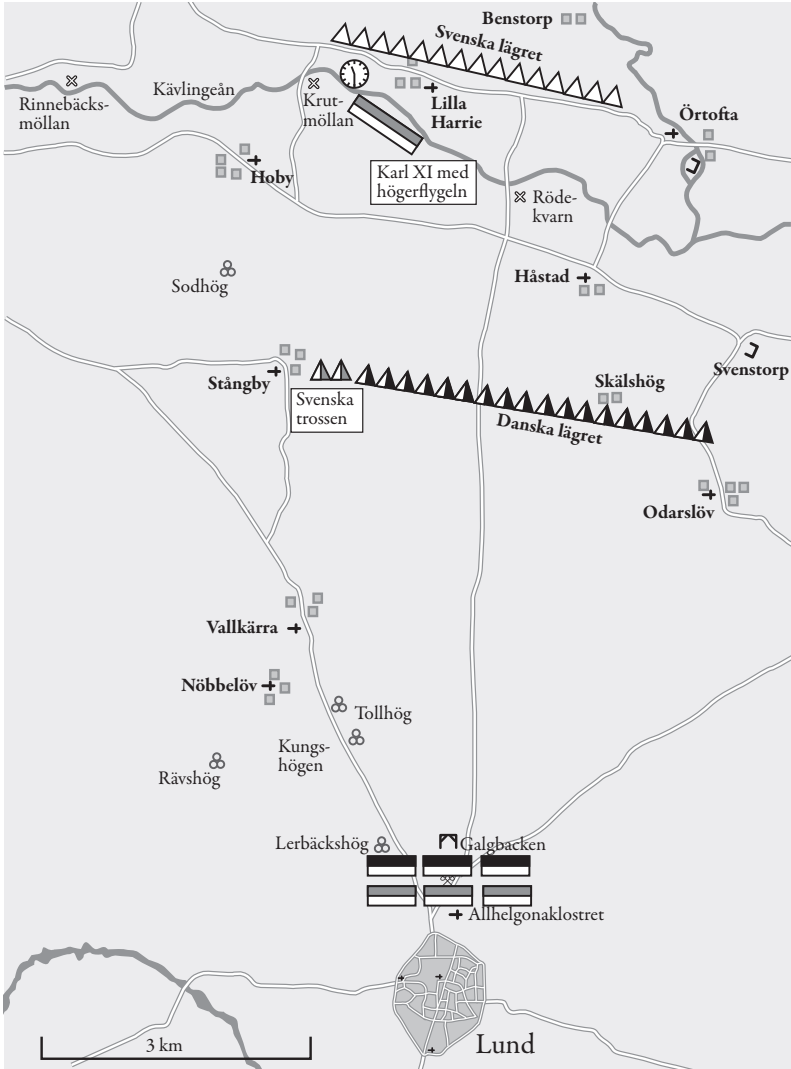 Benstorp
Svenska lägret
Kävlingeån
Rinnebäcks-
möllan
Krut-
möllan
Lilla
Harrie
Örtofta
Karl XI med
högerflygeln
Hoby
Röde-
kvarn
Sodhög
Håstad
Stångby
Svenska
trossen
Skälshög
Svenstorp
Danska lägret
Odarslöv
Vallkärra
Nöbbelöv
Tollhög
Kungs-
högen
Rävshög
Lerbäckshög
Galgbacken
Allhelgonaklostret
3 km
Lund